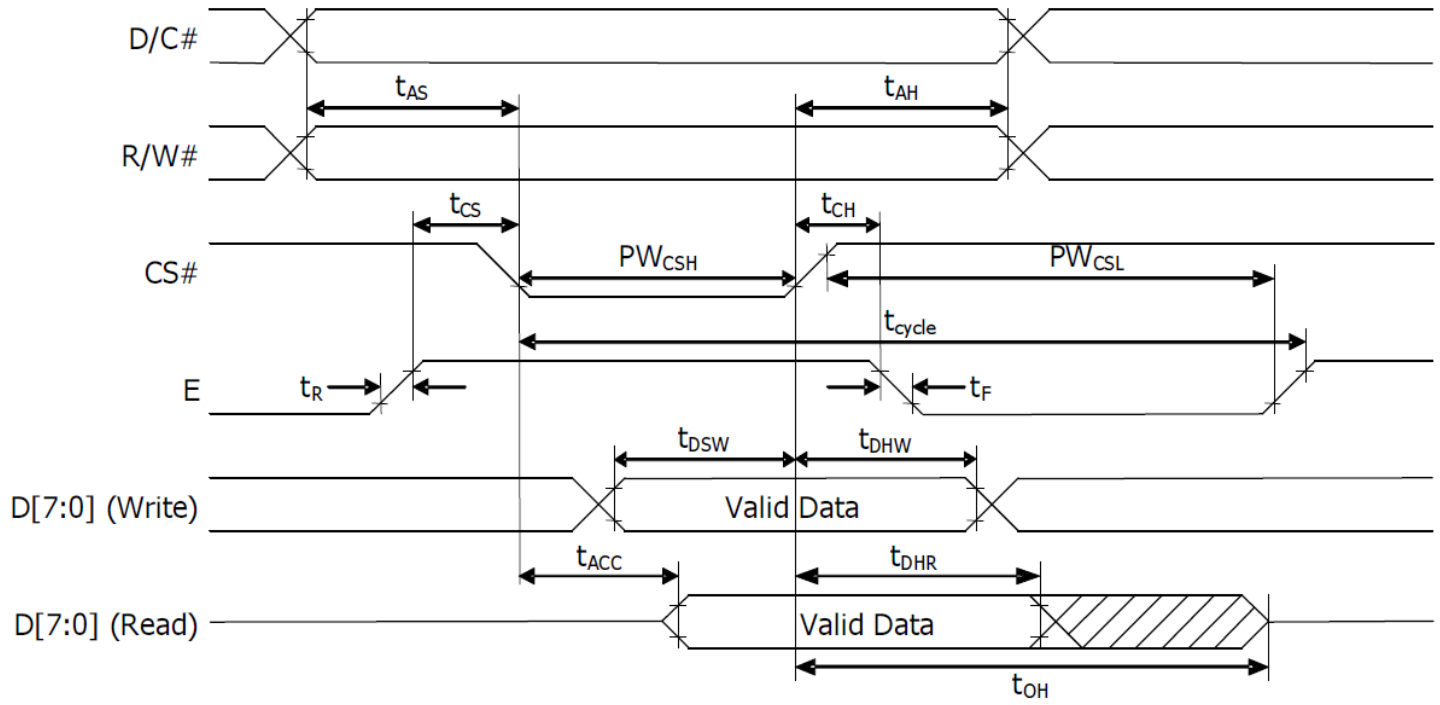 D/C#
tAS
tAH
R/W#
tCS
tCH
CS#
PWCSH
PWCSL
tcycle
E
tR
tF
tDSW
tDHW
D[7:0] (Write)
Valid Data
tACC
tDHR
D[7:0] (Read)
Valid Data
tOH